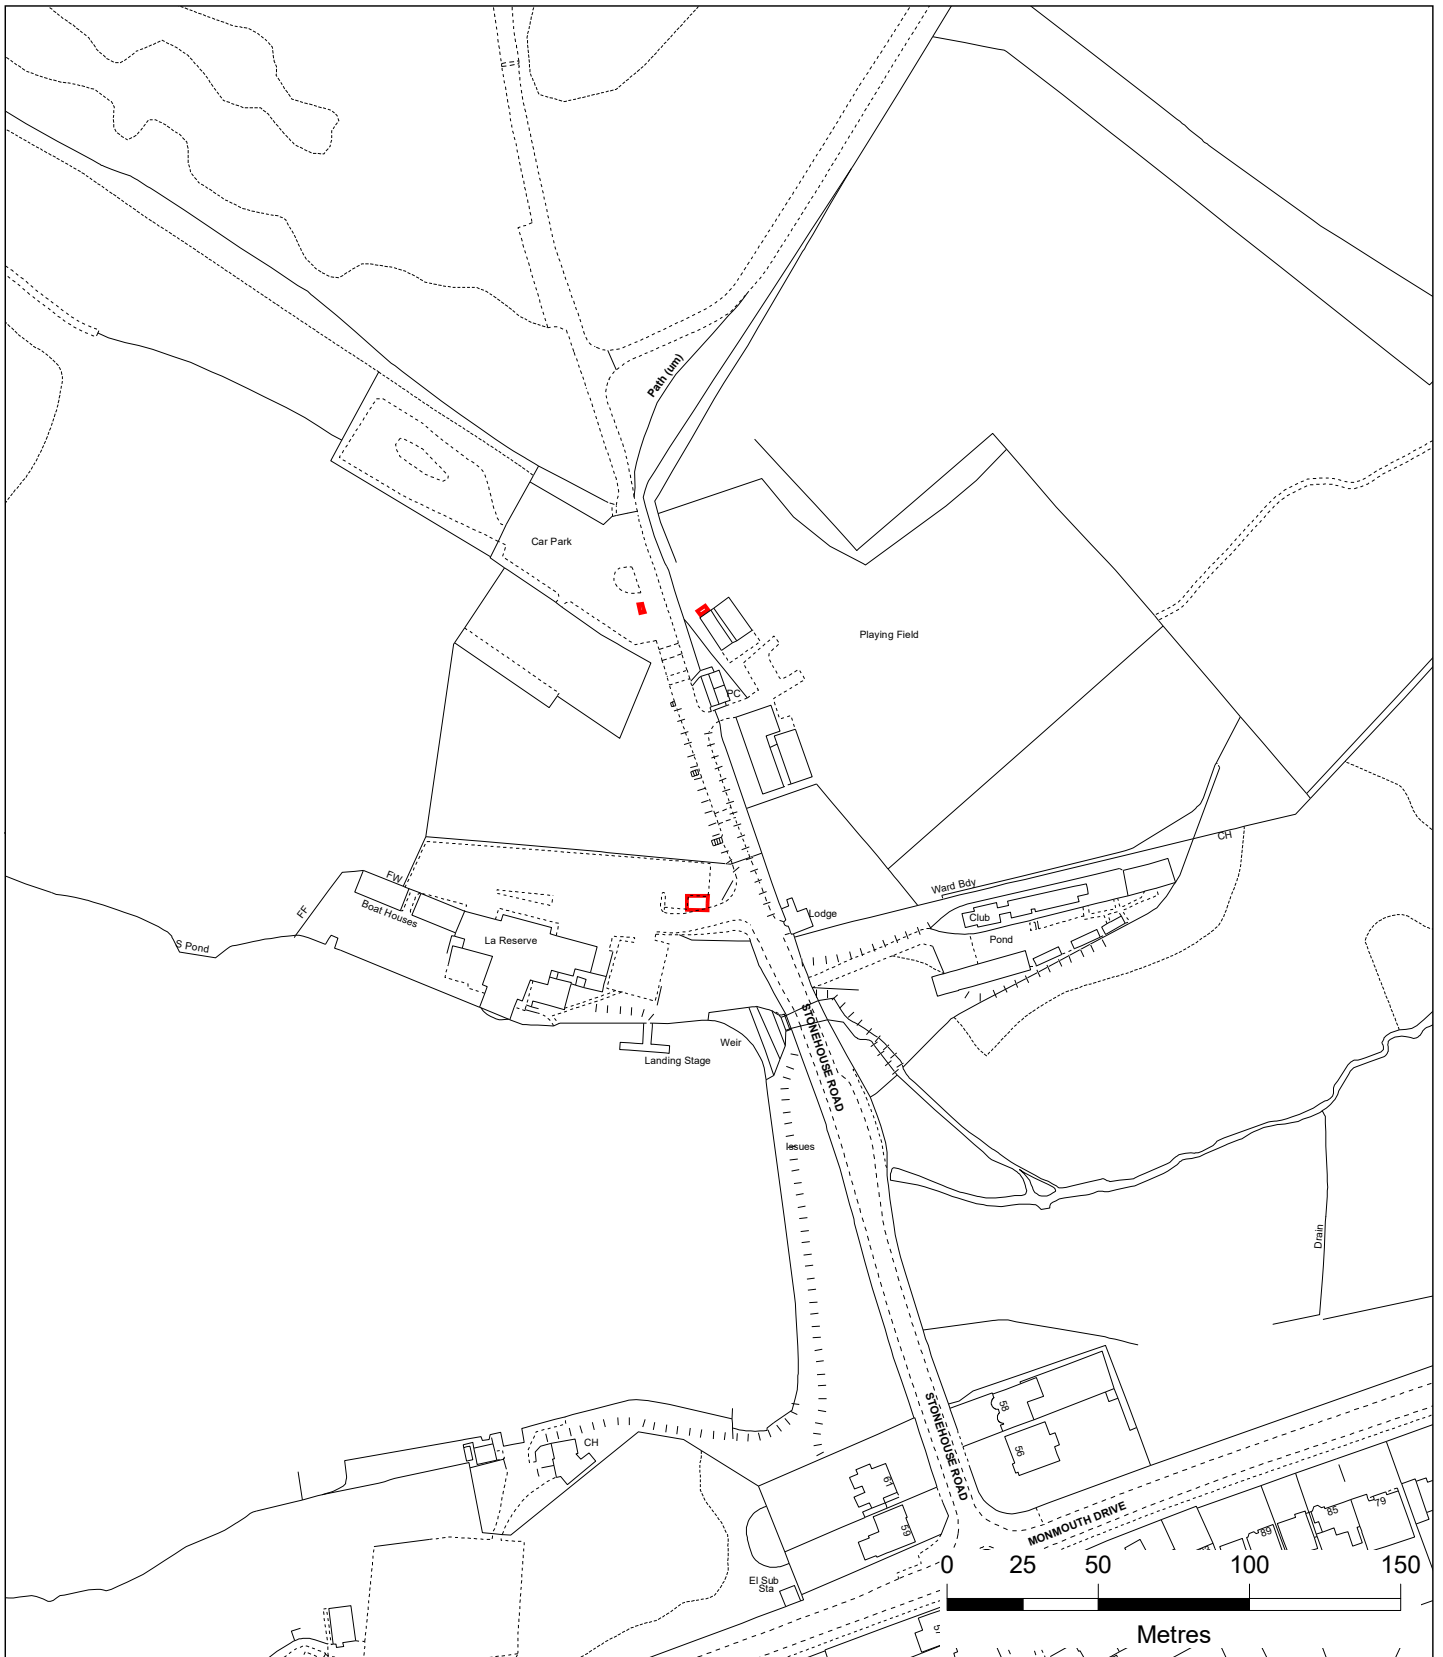 Path (um)
Car Park
Playing Field
PC
CH
Ward Bdy
FW
Boat Houses
FF
Lodge
Club
S Pond
La Reserve
Pond
STONEHOUSE ROAD
Weir
Landing Stage
Issues
Drain
58
STONEHOUSE ROAD
CH
56
61
79
85
MONMOUTH DRIVE
59
89
El Sub
Sta
0 25 50 100 150
Metres